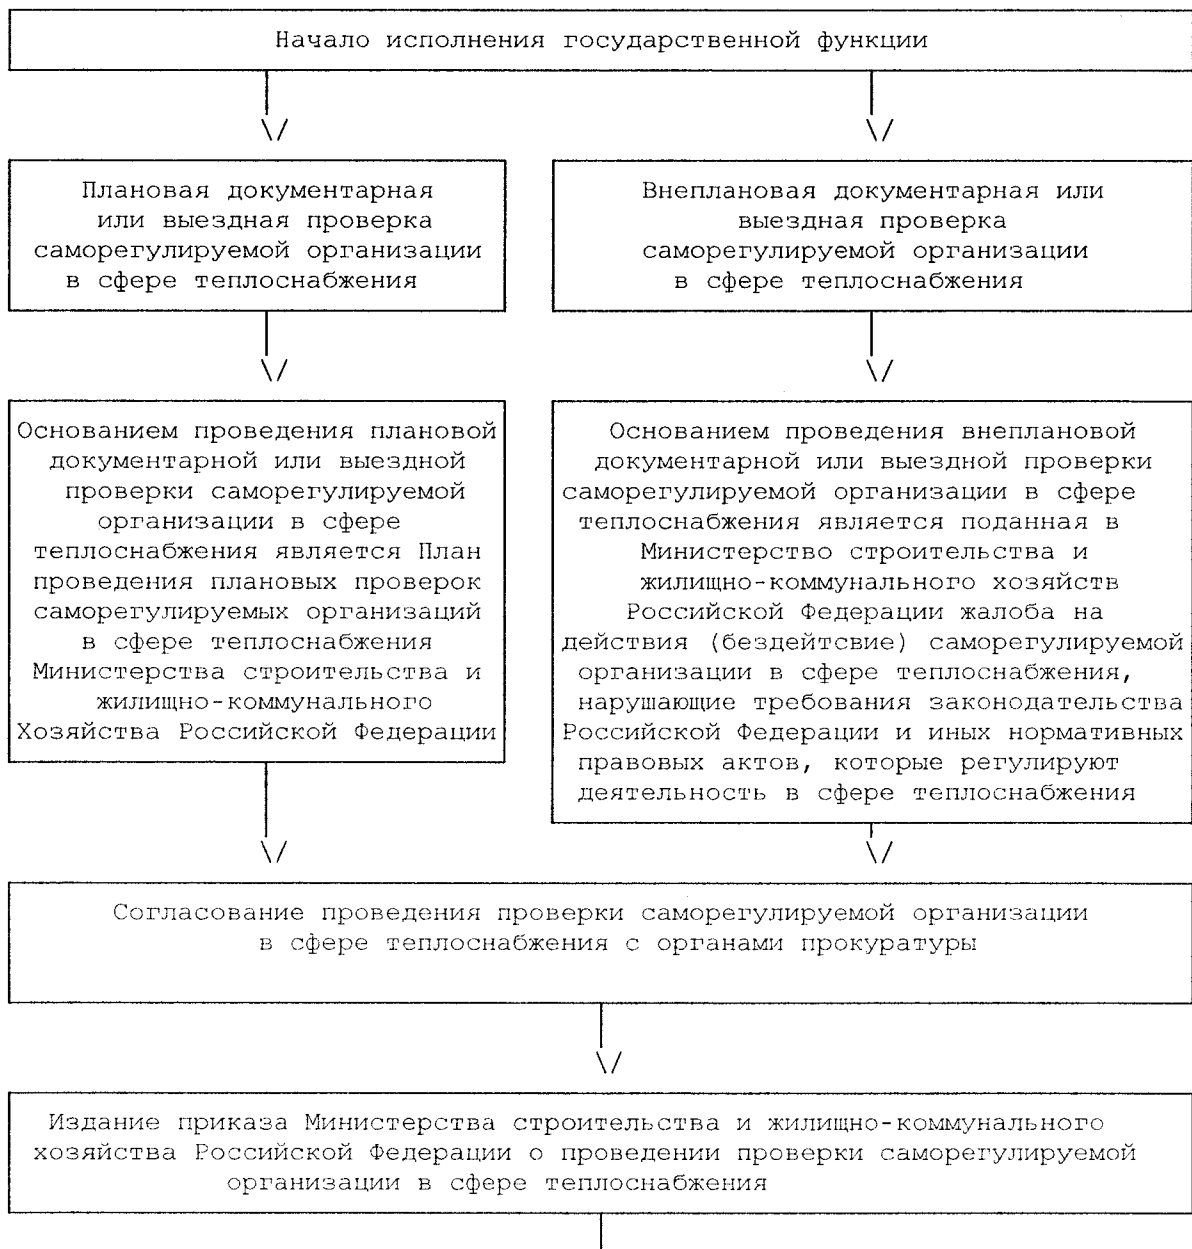 Начало исполнения государственной функции
Плановая документарная
или выездная проверка
саморегулируемой организации
в сфере теплоснабжения
Внеплановая документарная или
выездная проверка
саморегулируемой организации
в сфере теплоснабжения
Основанием проведения плановой
документарной или выездной
проверки саморегулируемой
организации в сфере
теплоснабжения является План
проведения плановых проверок
саморегулируемых организаций
в сфере теплоснабжения
Министерства строительства и
жилищно-коммунального
Хозяйства Российской Федерации
Основанием проведения внеплановой
документарной или выездной проверки
саморегулируемой организации в сфере
теплоснабжения является поданная в
Министерство строительства и
жилищно-коммунального хозяйств
Российской Федерации жалоба на
действия (бездейтсвие) саморегулируемой
организации в сфере теплоснабжения,
нарушающие требования законодательства
Российской Федерации и иных нормативных
правовых актов, которые регулируют
деятельность в сфере теплоснабжения
Согласование проведения проверки саморегулируемой организации
в сфере теплоснабжения с органами прокуратуры
Издание приказа Министерства строительства и жилищно-коммунального
хозяйства Российской Федерации о проведении проверки саморегулируемой
организации в сфере теплоснабжения